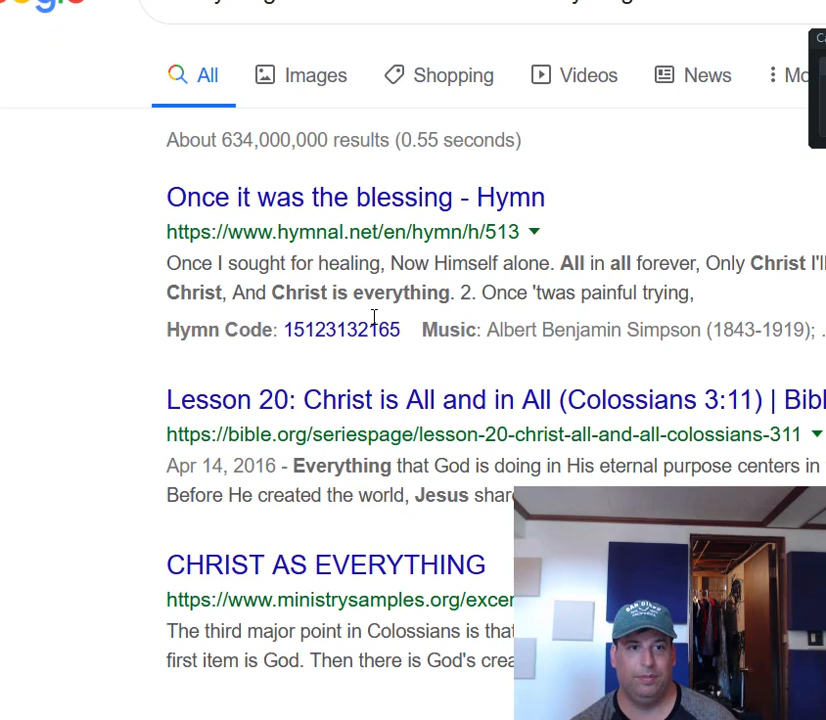 All Images Shopping Videos News
About 634,000,000 results (0.55 seconds)
Once it was the blessing - Hymn
https://www.hymnal.net/en/hymn/h/513
Once I sought for healing, Now Himself alone. All in all forever, Only Christ I'll
Christ, And Christ is everything. 2. Once 'twas painful trying,
Hymn Code: 15123132165 Music: Albert Benjamin Simpson (1843-1919); .
Lesson 20: Christ is All and in All (Colossians 3:11) | Bibl
https://bible.org/seriespage/lesson-20-christ-all-and-all-colossians-311
Apr 14, 2016 - Everything that God is doing in His eternal purpose centers in
Before He created the world, Jesus shar
CHRIST AS EVERYTHING
https://www.ministrysamples.org/excer
The third major point in Colossians is that
first item is God. Then there is God's crea
SAN DIEGO